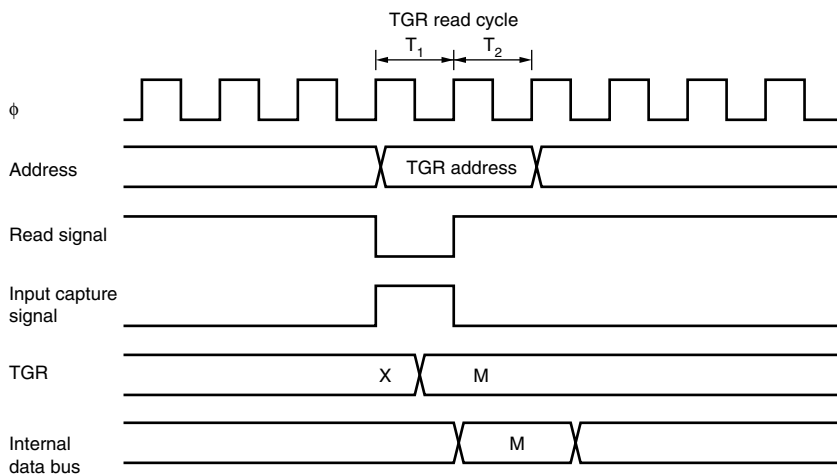 TGR read cycle
T1 T2
ϕ
Address
TGR address
Read signal
Input capture
signal
TGR
X M
Internal
data bus
M